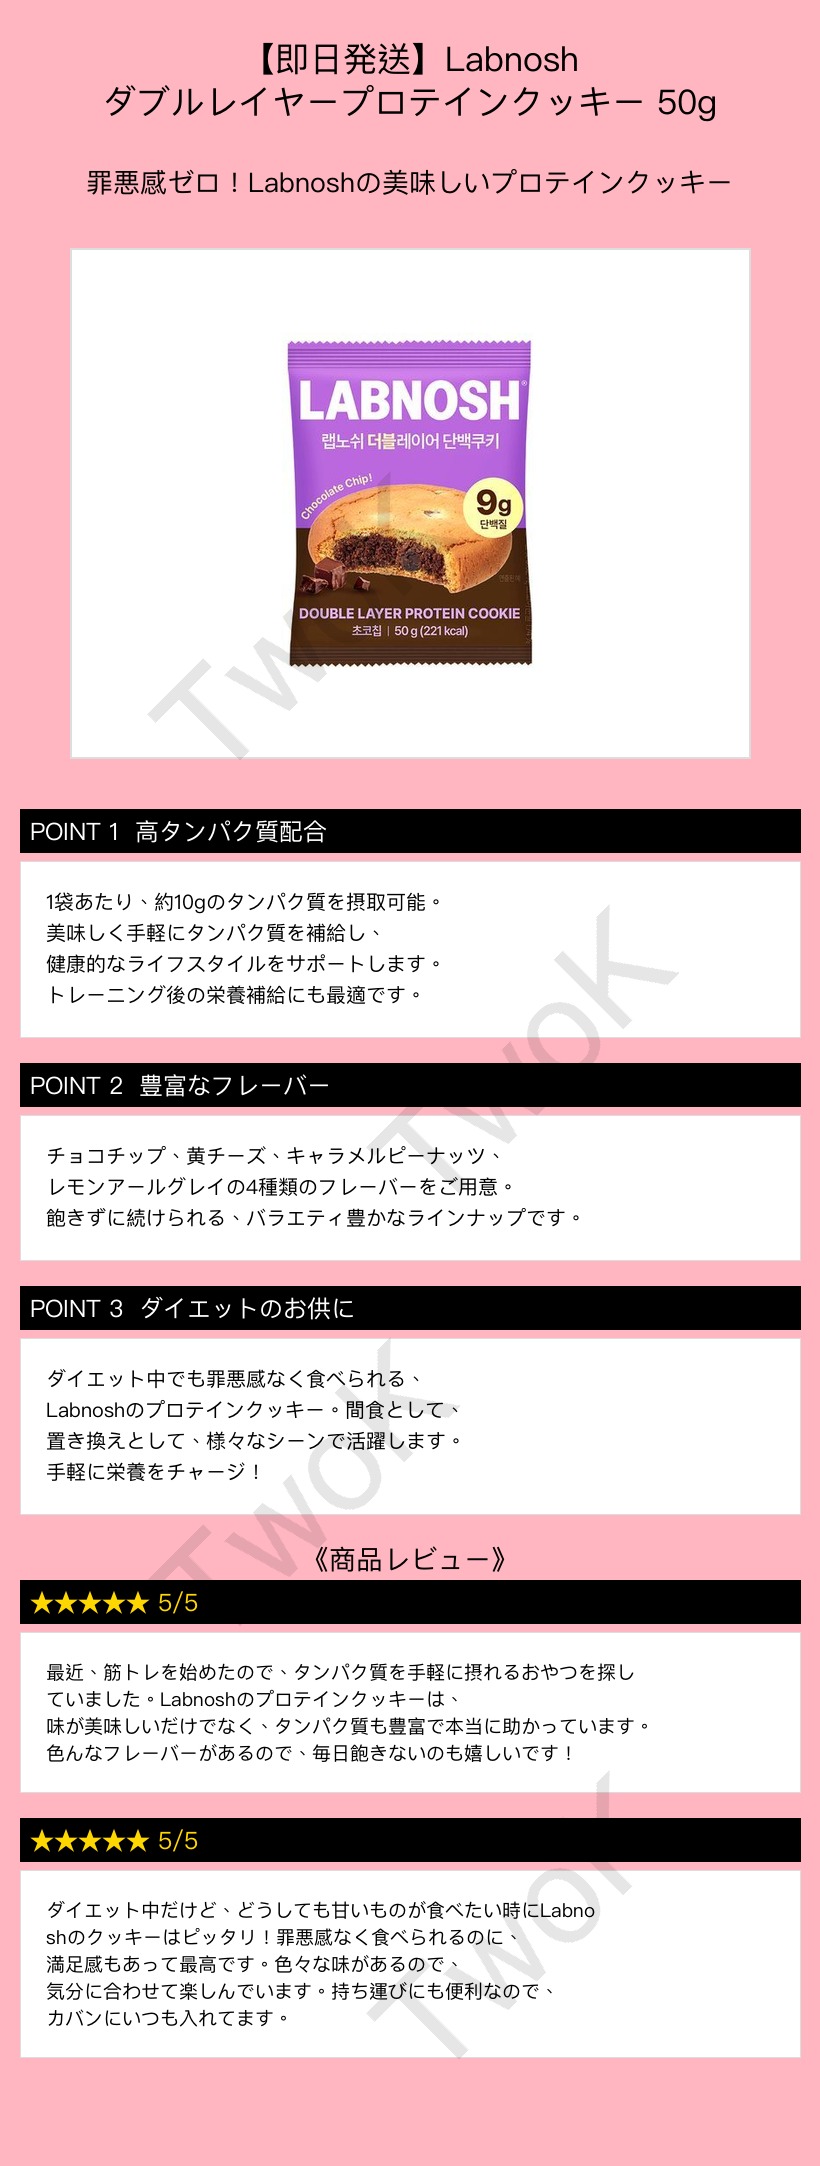 【即日発送】Labnosh
ダブルレイヤープロテインクッキー 50g
罪悪感ゼロ！Labnoshの美味しいプロテインクッキー
LABNOSH®
랩노쉬 더블레이어 단백쿠키
Chocolate Chip!
9g
단백질
DOUBLE LAYER PROTEIN COOKIE
초코칩 | 50 g (221 kcal)
TwoK
POINT 1 高タンパク質配合
1袋あたり、約10gのタンパク質を摂取可能。
美味しく手軽にタンパク質を補給し、
健康的なライフスタイルをサポートします。
トレーニング後の栄養補給にも最適です。
TwoK
POINT 2 豊富なフレーバー
チョコチップ、黄チーズ、キャラメルピーナッツ、
レモンアールグレイの4種類のフレーバーをご用意。
飽きずに続けられる、バラエティ豊かなラインナップです。
POINT 3 ダイエットのお供に
ダイエット中でも罪悪感なく食べられる、
Labnoshのプロテインクッキー。間食として、
置き換えとして、様々なシーンで活躍します。
手軽に栄養をチャージ！
TwoK
《商品レビュー》
★★★★★ 5/5
最近、筋トレを始めたので、タンパク質を手軽に摂れるおやつを探し
ていました。Labnoshのプロテインクッキーは、
味が美味しいだけでなく、タンパク質も豊富で本当に助かっています。
色んなフレーバーがあるので、毎日飽きないのも嬉しいです！
★★★★★ 5/5
ダイエット中だけど、どうしても甘いものが食べたい時にLabno
shのクッキーはピッタリ！罪悪感なく食べられるのに、
満足感もあって最高です。色々な味があるので、
気分に合わせて楽しんでいます。持ち運びにも便利なので、
カバンにいつも入れてます。
TwoK